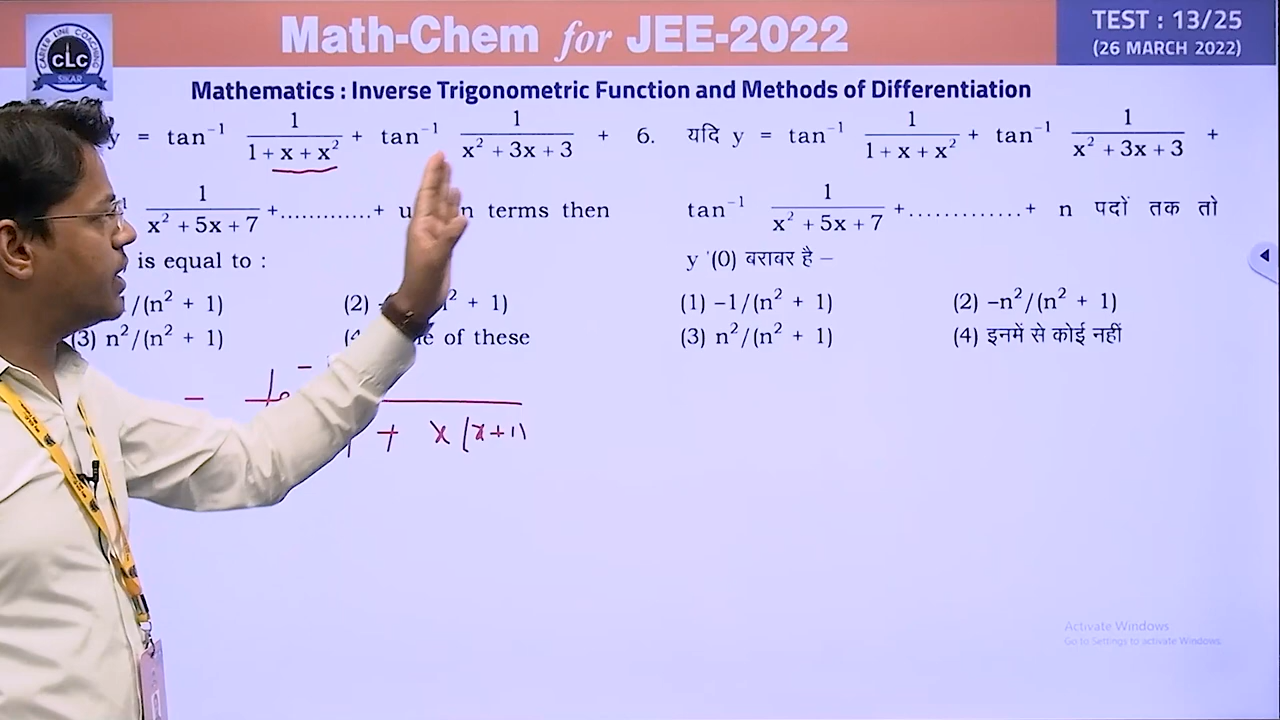 Math-Chem for JEE-2022
TEST : 13/25
(26 MARCH 2022)
CAREER LINE COACHING
CLC
SIKAR
Mathematics : Inverse Trigonometric Function and Methods of Differentiation
y = tan⁻¹ 1/(1 + x + x²) + tan⁻¹ 1/(x² + 3x + 3) +
1/(x² + 5x + 7) +.............+ n terms then
is equal to :
/(n² + 1) (2) ² + 1)
(3) n²/(n² + 1) of these
6. यदि y = tan⁻¹ 1/(1 + x + x²) + tan⁻¹ 1/(x² + 3x + 3) +
tan⁻¹ 1/(x² + 5x + 7) +.............+ n पदों तक तो
y '(0) बराबर है –
(1) –1/(n² + 1) (2) –n²/(n² + 1)
(3) n²/(n² + 1) (4) इनमें से कोई नहीं
+ x(x+1)
Activate Windows
Go to Settings to activate Windows.